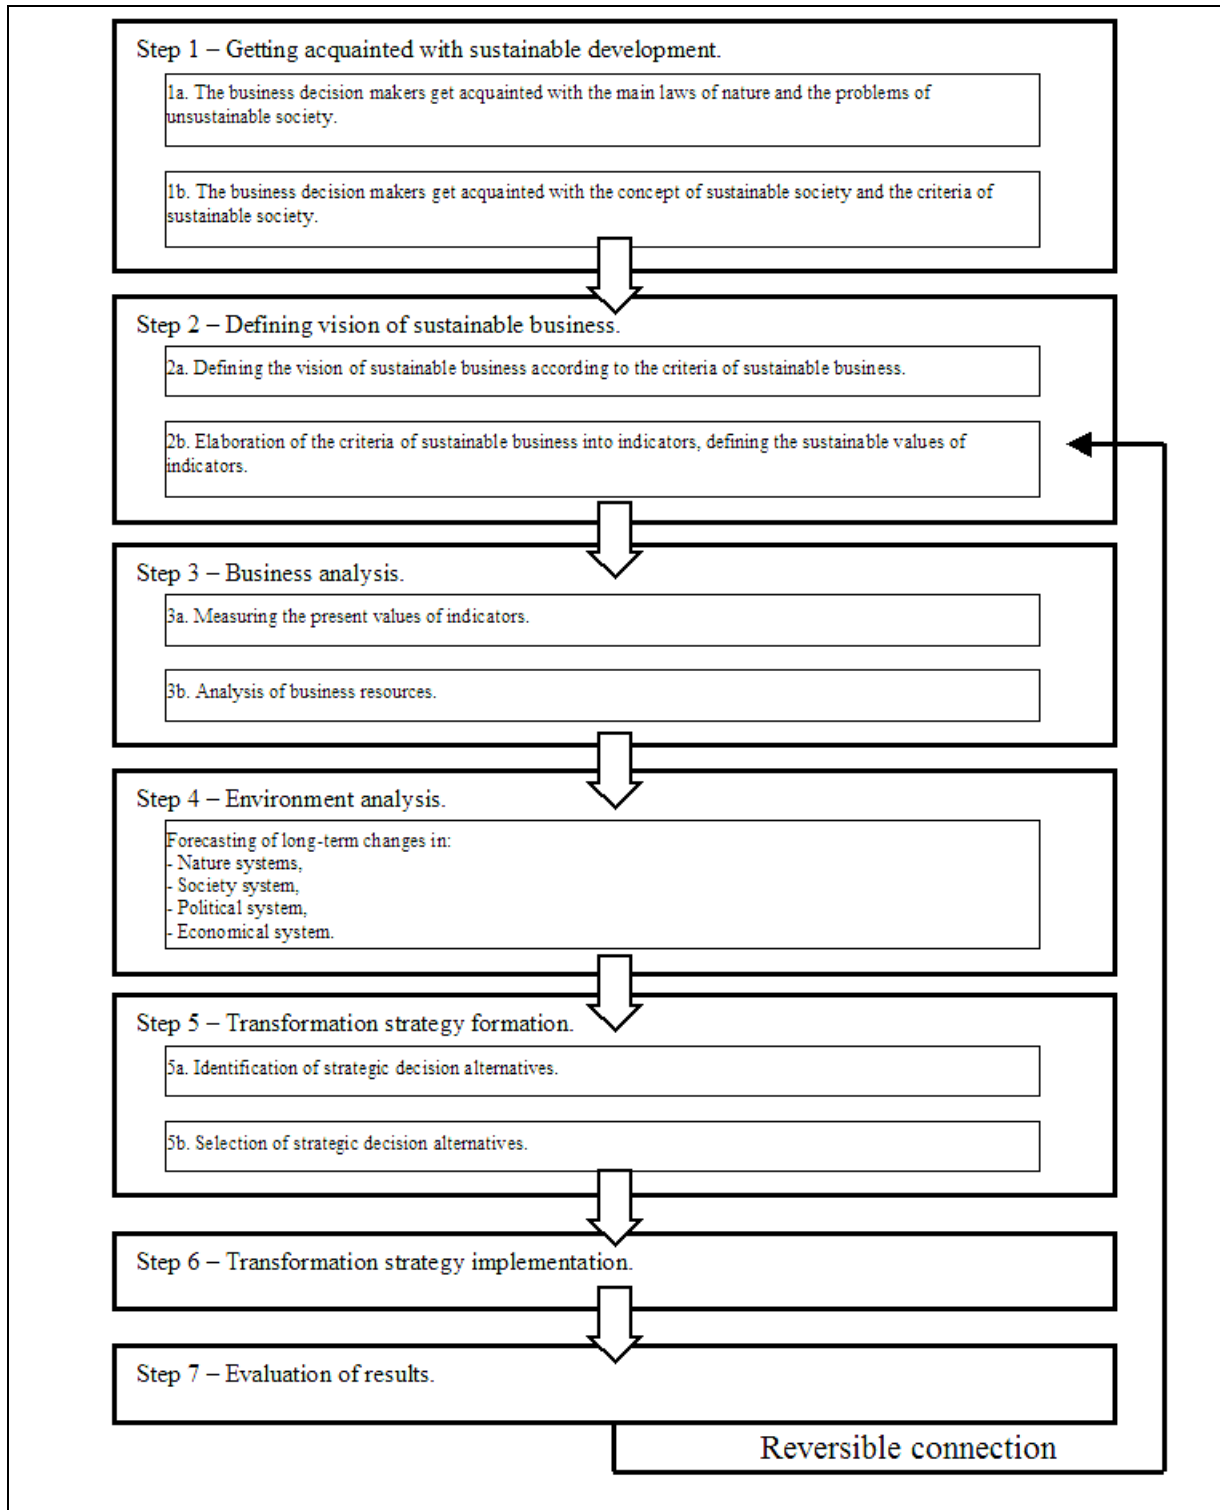 Step 1 – Getting acquainted with sustainable development.
1a. The business decision makers get acquainted with the main laws of nature and the problems of
unsustainable society.
1b. The business decision makers get acquainted with the concept of sustainable society and the criteria of
sustainable society.
Step 2 – Defining vision of sustainable business.
2a. Defining the vision of sustainable business according to the criteria of sustainable business.
2b. Elaboration of the criteria of sustainable business into indicators, defining the sustainable values of
indicators.
Step 3 – Business analysis.
3a. Measuring the present values of indicators.
3b. Analysis of business resources.
Step 4 – Environment analysis.
Forecasting of long-term changes in:
- Nature systems,
- Society system,
- Political system,
- Economical system.
Step 5 – Transformation strategy formation.
5a. Identification of strategic decision alternatives.
5b. Selection of strategic decision alternatives.
Step 6 – Transformation strategy implementation.
Step 7 – Evaluation of results.
Reversible connection